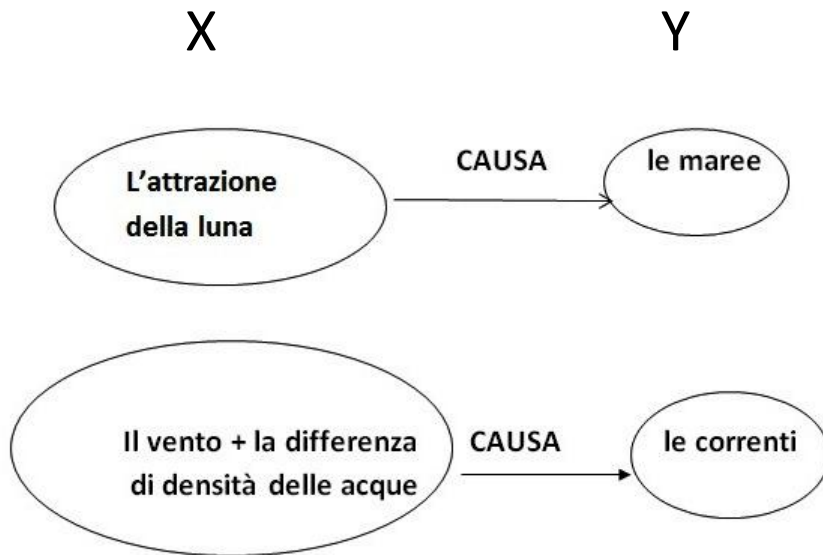 X Y
L'attrazione
della luna
CAUSA
le maree
Il vento + la differenza
di densità delle acque
CAUSA
le correnti